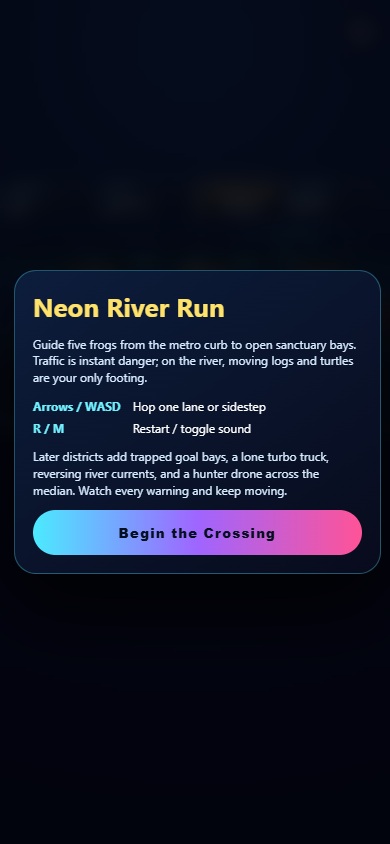 Neon River Run
Guide five frogs from the metro curb to open sanctuary bays.
Traffic is instant danger; on the river, moving logs and turtles
are your only footing.
Arrows / WASD Hop one lane or sidestep
R / M Restart / toggle sound
Later districts add trapped goal bays, a lone turbo truck,
reversing river currents, and a hunter drone across the
median. Watch every warning and keep moving.
Begin the Crossing